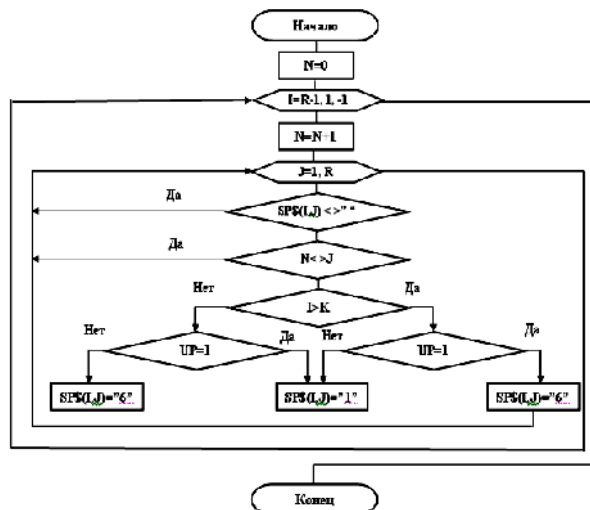 Начало
N=0
I=R-1, 1, -1
N=N+1
J=1, R
Да
SP$(I,J) <>" "
Да
N<>J
Нет
I>K
Да
Нет
UP=1
Да
Нет
UP=1
Да
SP$(I,J)="6"
SP$(I,J)="1"
SP$(I,J)="6"
Конец